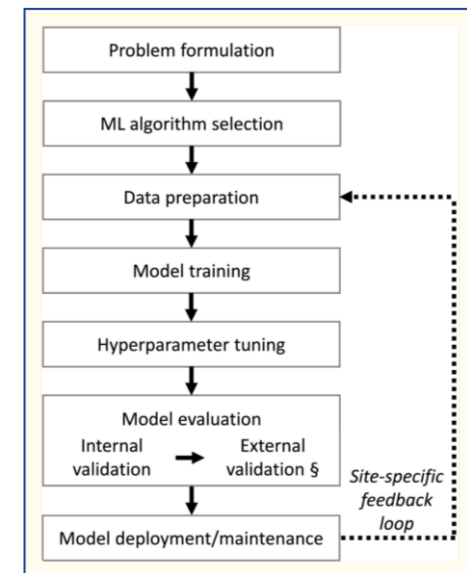 Problem formulation
ML algorithm selection
Data preparation
Model training
Hyperparameter tuning
Model evaluation
Internal
validation
External
validation §
Site-specific
feedback
loop
Model deployment/maintenance